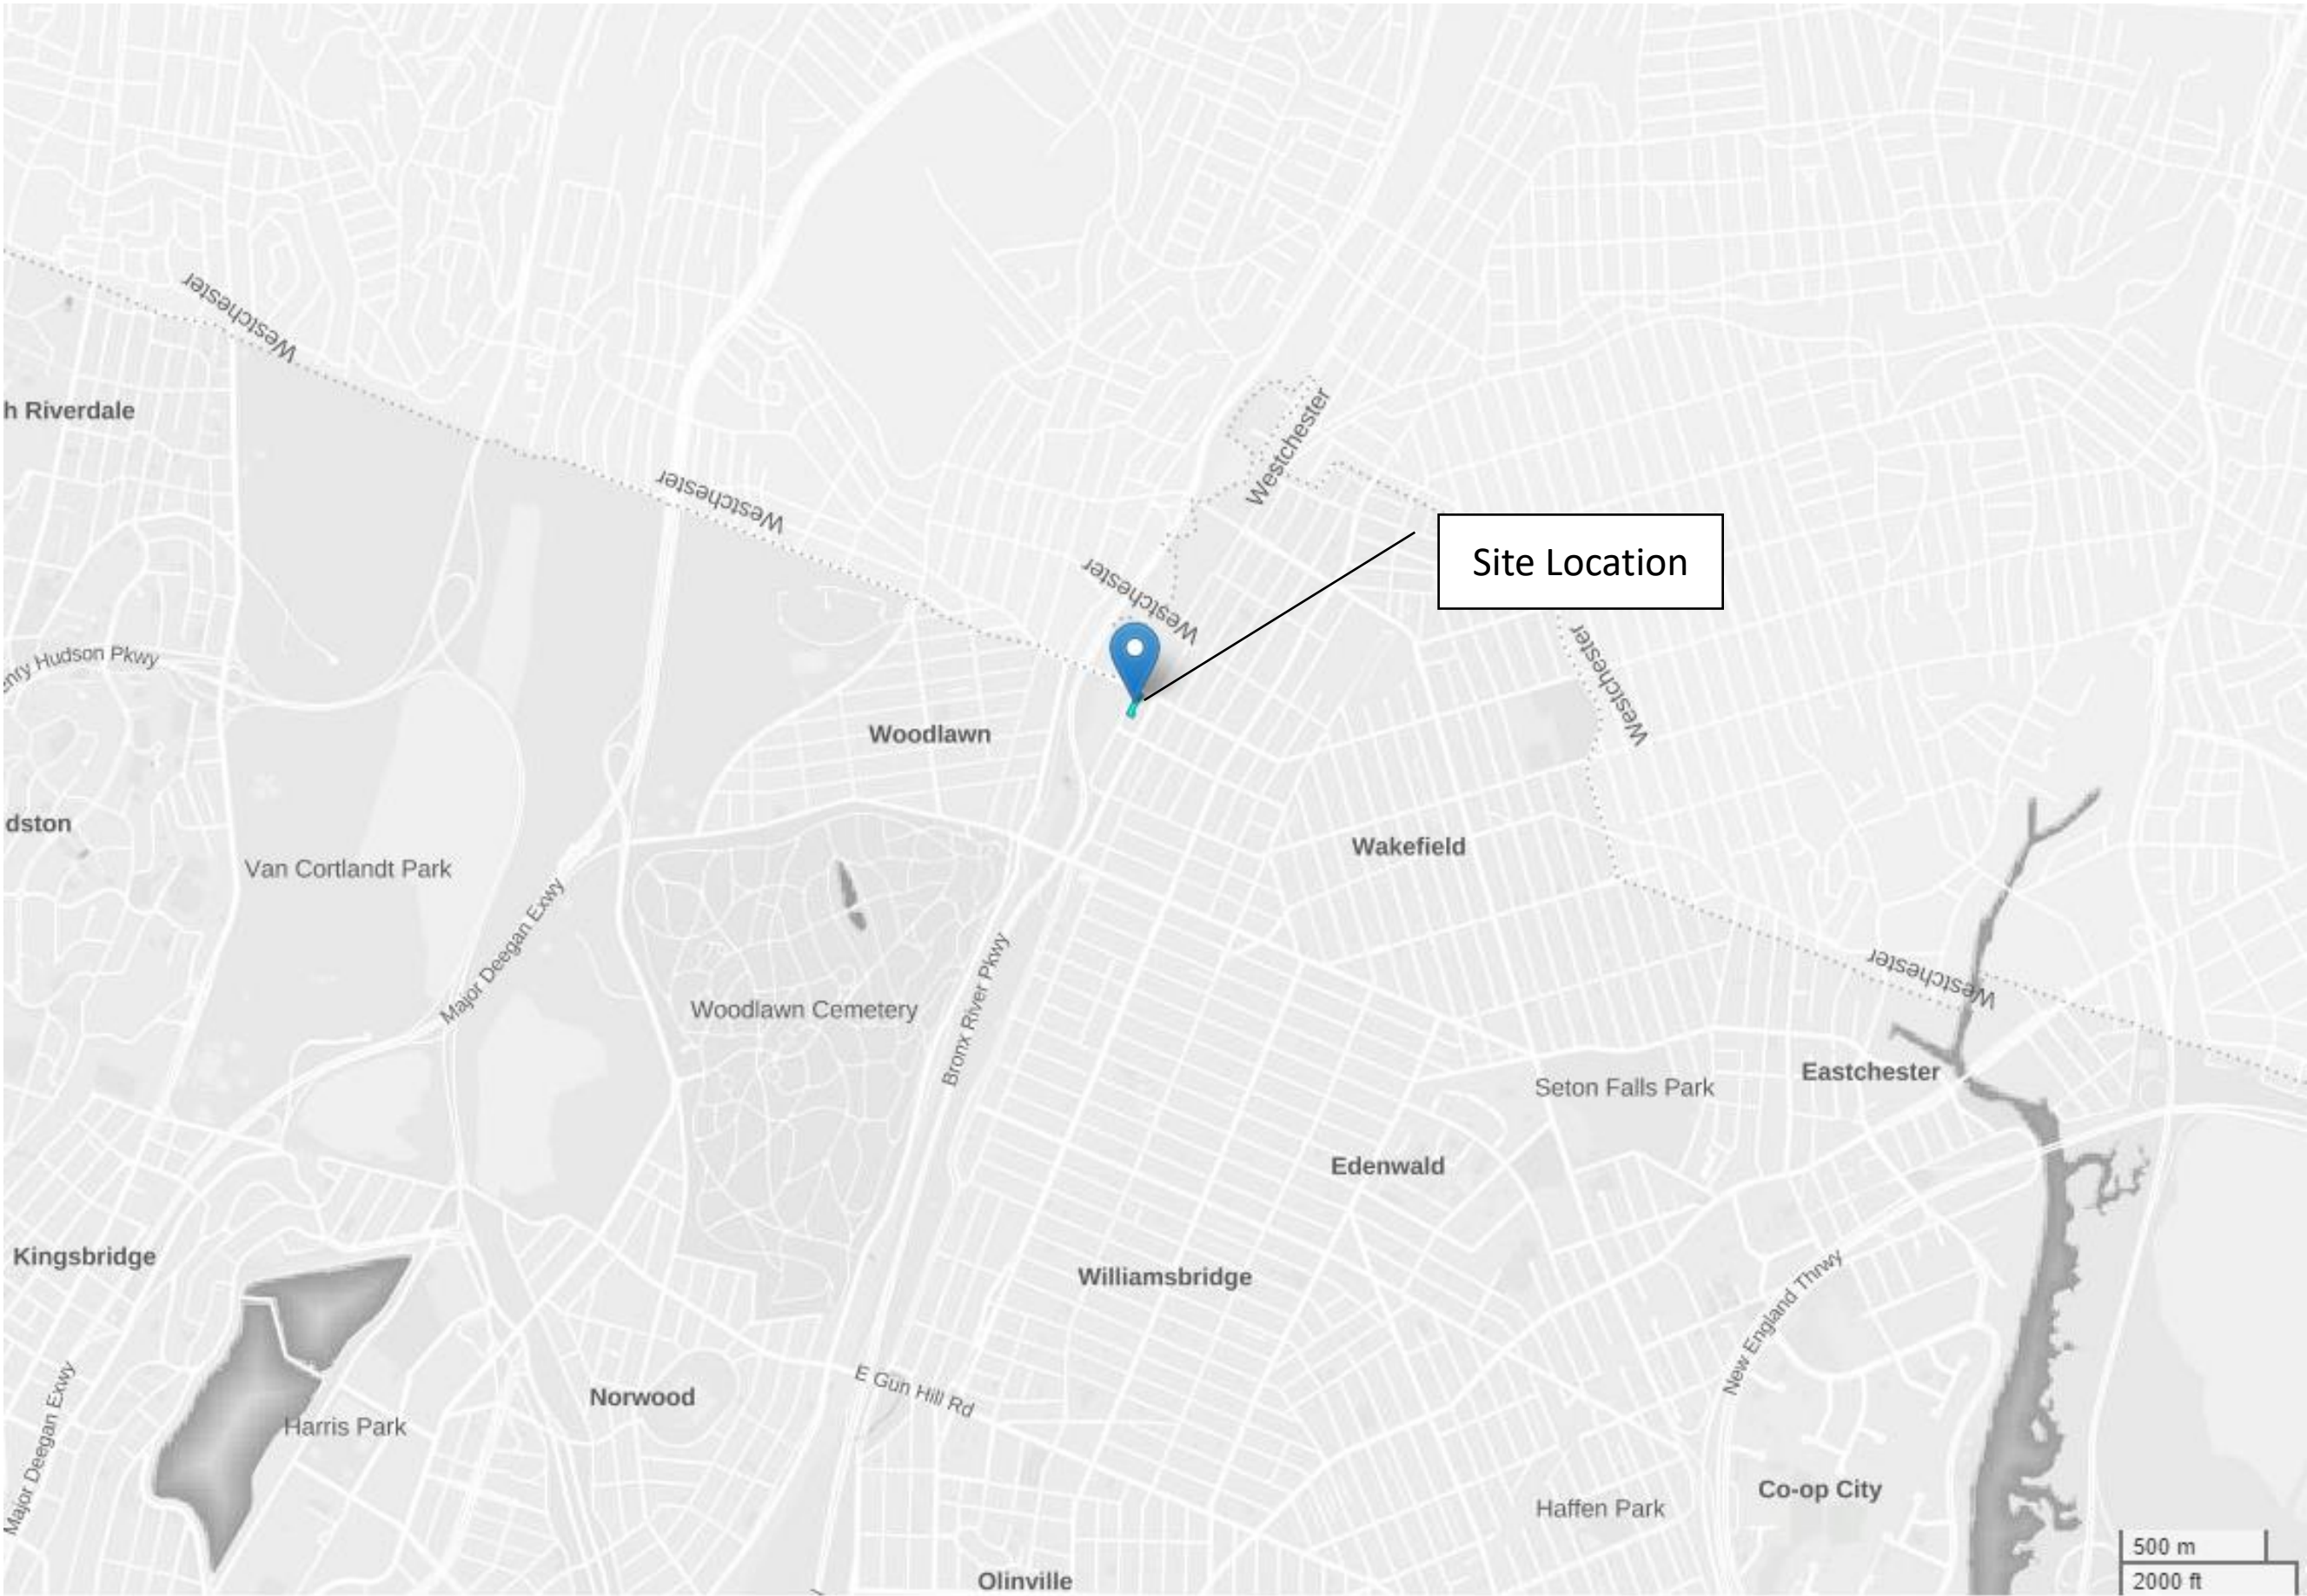 Westchester
h Riverdale
Westchester
Westchester
Westchester
Site Location
Westchester
enry Hudson Pkwy
Woodlawn
dston
Wakefield
Van Cortlandt Park
Major Deegan Exwy
Woodlawn Cemetery
Bronx River Pkwy
Westchester
Seton Falls Park
Eastchester
Edenwald
Kingsbridge
Williamsbridge
New England Thrwy
Major Deegan Exwy
Norwood
E Gun Hill Rd
Harris Park
Haffen Park
Co-op City
Olinville
500 m
2000 ft